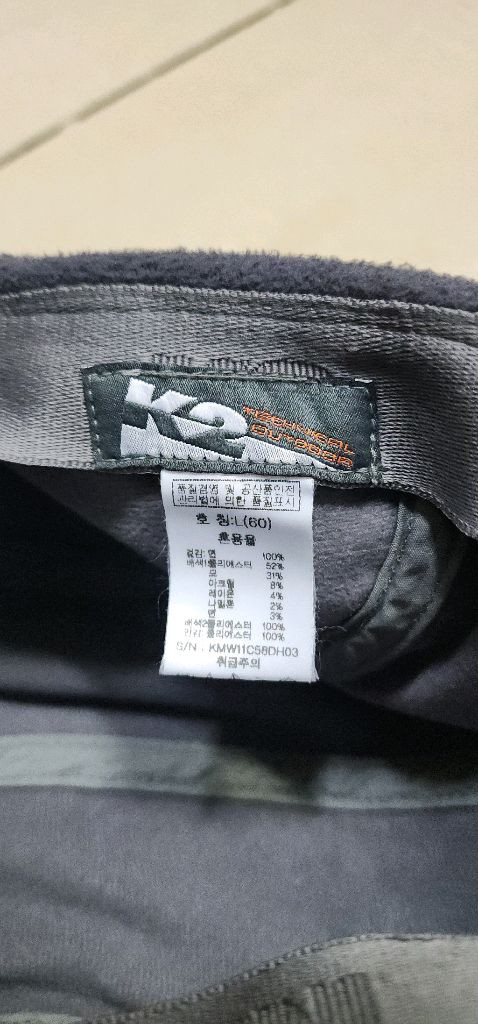 K2
TECHNICAL
OUTDOOR
품질경영 및 공산품안전
관리법에 의한 품질표시
호 칭:L(60)
혼용율
겉감: 면 100%
배색1폴리에스터 52%
모 31%
아크릴 8%
레이온 4%
나일론 2%
면 3%
배색2폴리에스터 100%
안감:폴리에스터 100%
S/N : KMW11C58DH03
취급주의